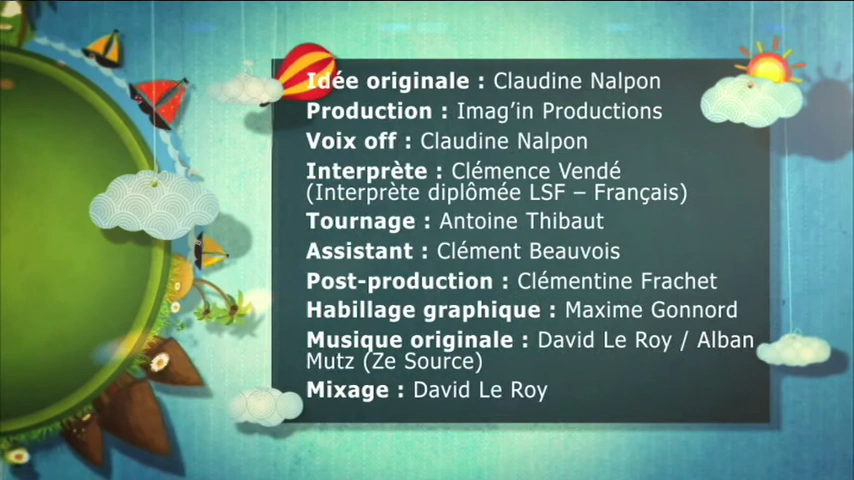 Idée originale : Claudine Nalpon
Production : Imag’in Productions
Voix off : Claudine Nalpon
Interprète : Clémence Vendé
(Interprète diplômée LSF – Français)
Tournage : Antoine Thibaut
Assistant : Clément Beauvois
Post-production : Clémentine Frachet
Habillage graphique : Maxime Gonnord
Musique originale : David Le Roy / Alban
Mutz (Ze Source)
Mixage : David Le Roy